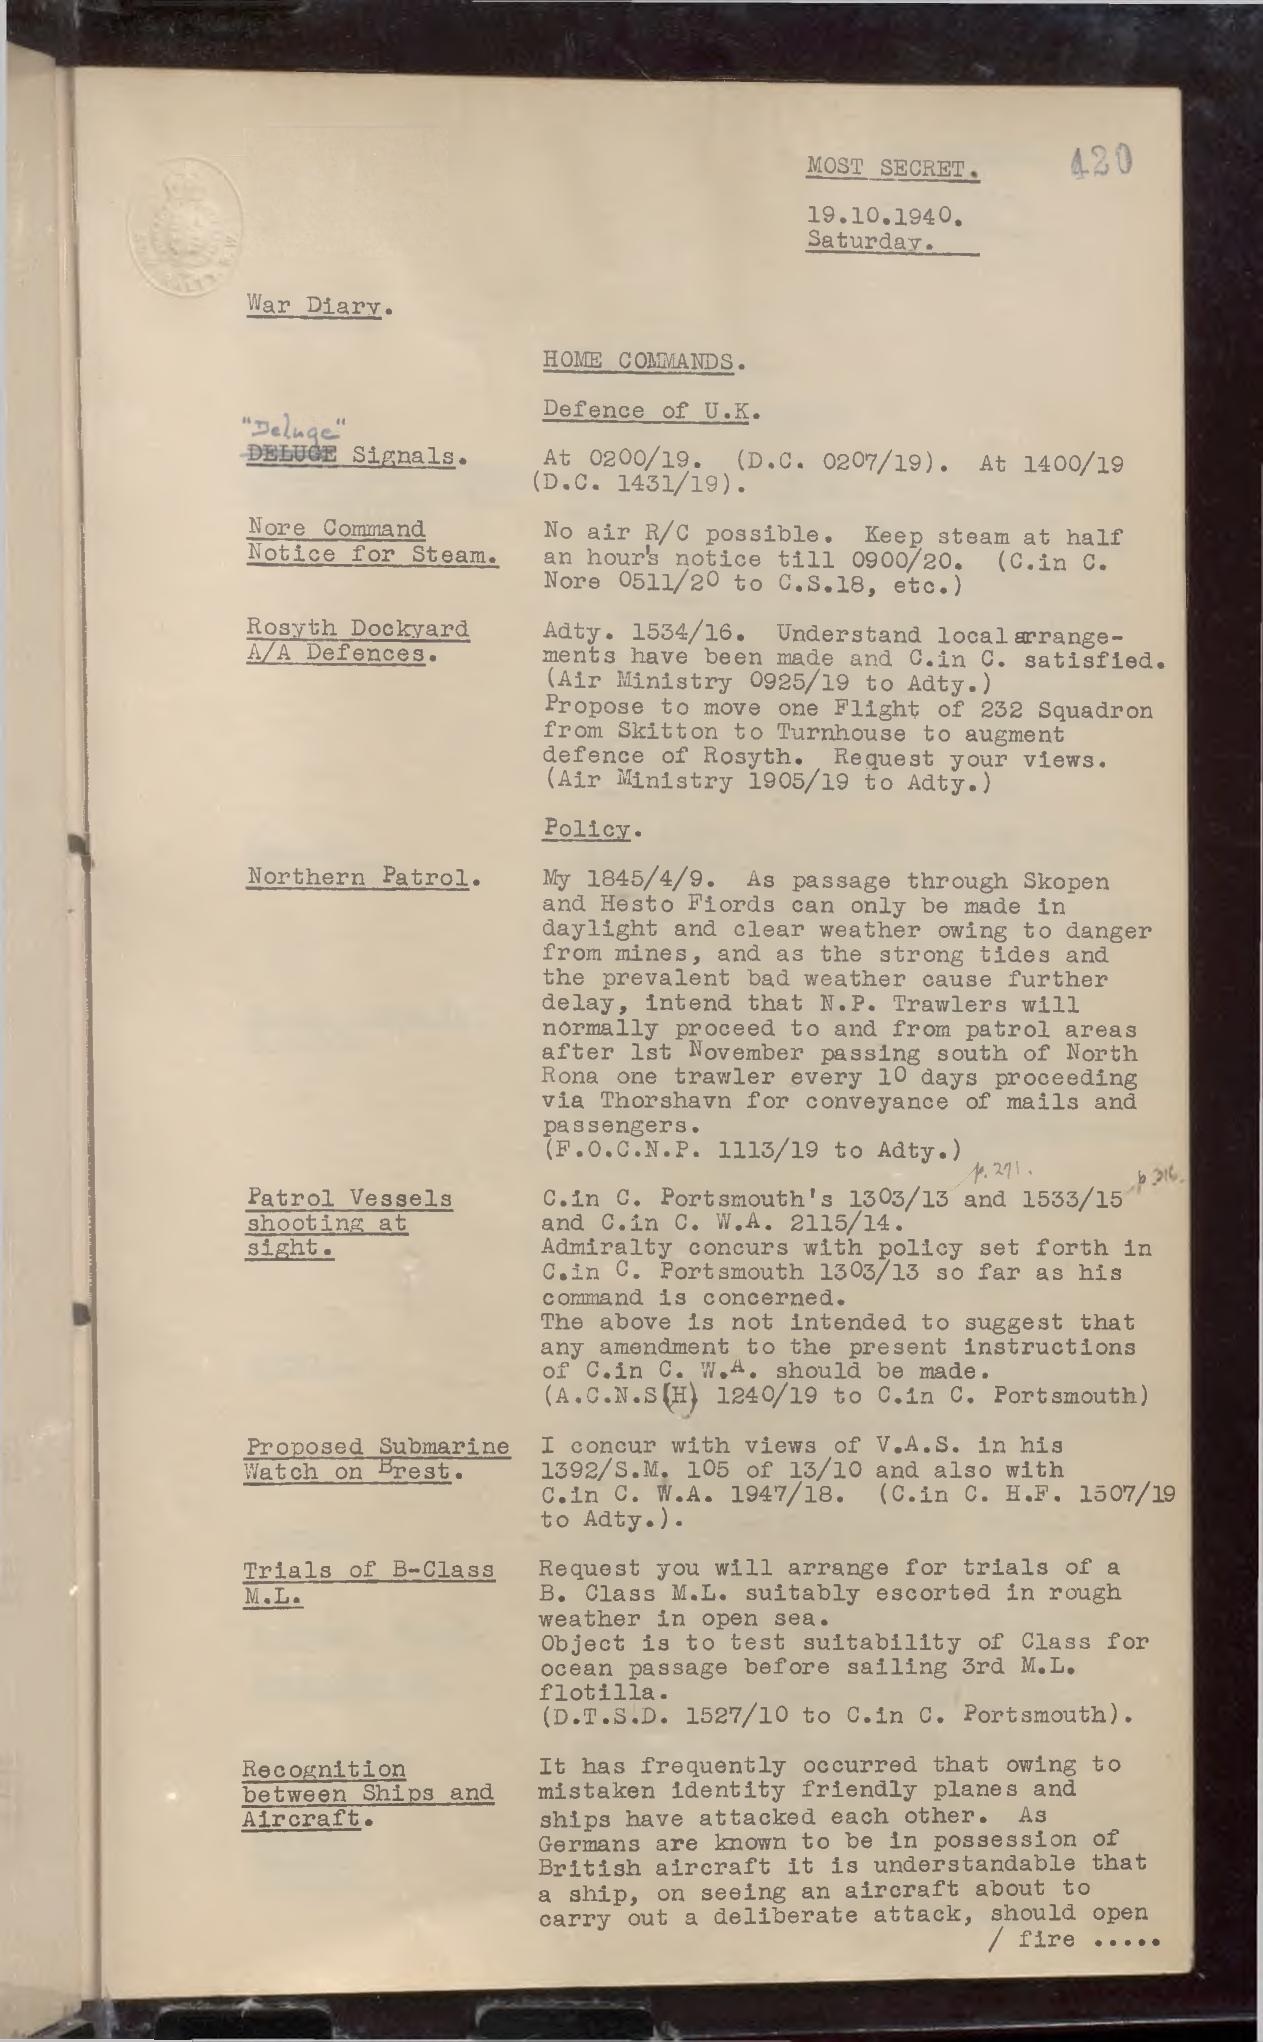 MOST SECRET.
420
19.10.1940.
Saturday.
War Diary.
HOME COMMANDS.
Defence of U.K.
"Deluge"
DELUGE Signals.
At 0200/19. (D.C. 0207/19). At 1400/19
(D.C. 1431/19).
Nore Command
Notice for Steam.
No air R/C possible. Keep steam at half
an hour's notice till 0900/20. (C.in C.
Nore 0511/20 to C.S.18, etc.)
Rosyth Dockyard
A/A Defences.
Adty. 1534/16. Understand local arrange-
ments have been made and C.in C. satisfied.
(Air Ministry 0925/19 to Adty.)
Propose to move one Flight of 232 Squadron
from Skitton to Turnhouse to augment
defence of Rosyth. Request your views.
(Air Ministry 1905/19 to Adty.)
Policy.
Northern Patrol.
My 1845/4/9. As passage through Skopen
and Hesto Fiords can only be made in
daylight and clear weather owing to danger
from mines, and as the strong tides and
the prevalent bad weather cause further
delay, intend that N.P. Trawlers will
normally proceed to and from patrol areas
after 1st November passing south of North
Rona one trawler every 10 days proceeding
via Thorshavn for conveyance of mails and
passengers.
(F.O.C.N.P. 1113/19 to Adty.)
p.291.
p 316.
Patrol Vessels
shooting at
sight.
C.in C. Portsmouth's 1303/13 and 1533/15
and C.in C. W.A. 2115/14.
Admiralty concurs with policy set forth in
C.in C. Portsmouth 1303/13 so far as his
command is concerned.
The above is not intended to suggest that
any amendment to the present instructions
of C.in C. W.A. should be made.
(A.C.N.S(H) 1240/19 to C.in C. Portsmouth)
Proposed Submarine
Watch on Brest.
I concur with views of V.A.S. in his
1392/S.M. 105 of 13/10 and also with
C.in C. W.A. 1947/18. (C.in C. H.F. 1507/19
to Adty.).
Trials of B-Class
M.L.
Request you will arrange for trials of a
B. Class M.L. suitably escorted in rough
weather in open sea.
Object is to test suitability of Class for
ocean passage before sailing 3rd M.L.
flotilla.
(D.T.S.D. 1527/10 to C.in C. Portsmouth).
Recognition
between Ships and
Aircraft.
It has frequently occurred that owing to
mistaken identity friendly planes and
ships have attacked each other. As
Germans are known to be in possession of
British aircraft it is understandable that
a ship, on seeing an aircraft about to
carry out a deliberate attack, should open
/ fire .....